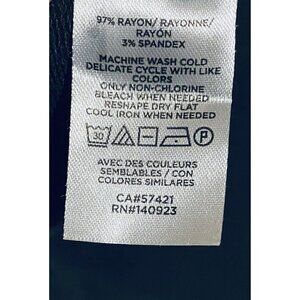 97% RAYON/ RAYONNE/
RAYÓN
3% SPANDEX
MACHINE WASH COLD
DELICATE CYCLE WITH LIKE
COLORS
ONLY NON-CHLORINE
BLEACH WHEN NEEDED
RESHAPE DRY FLAT
COOL IRON WHEN NEEDED
30 P
AVEC DES COULEURS
SEMBLABLES / CON
COLORES SIMILARES
CA#57421
RN#140923